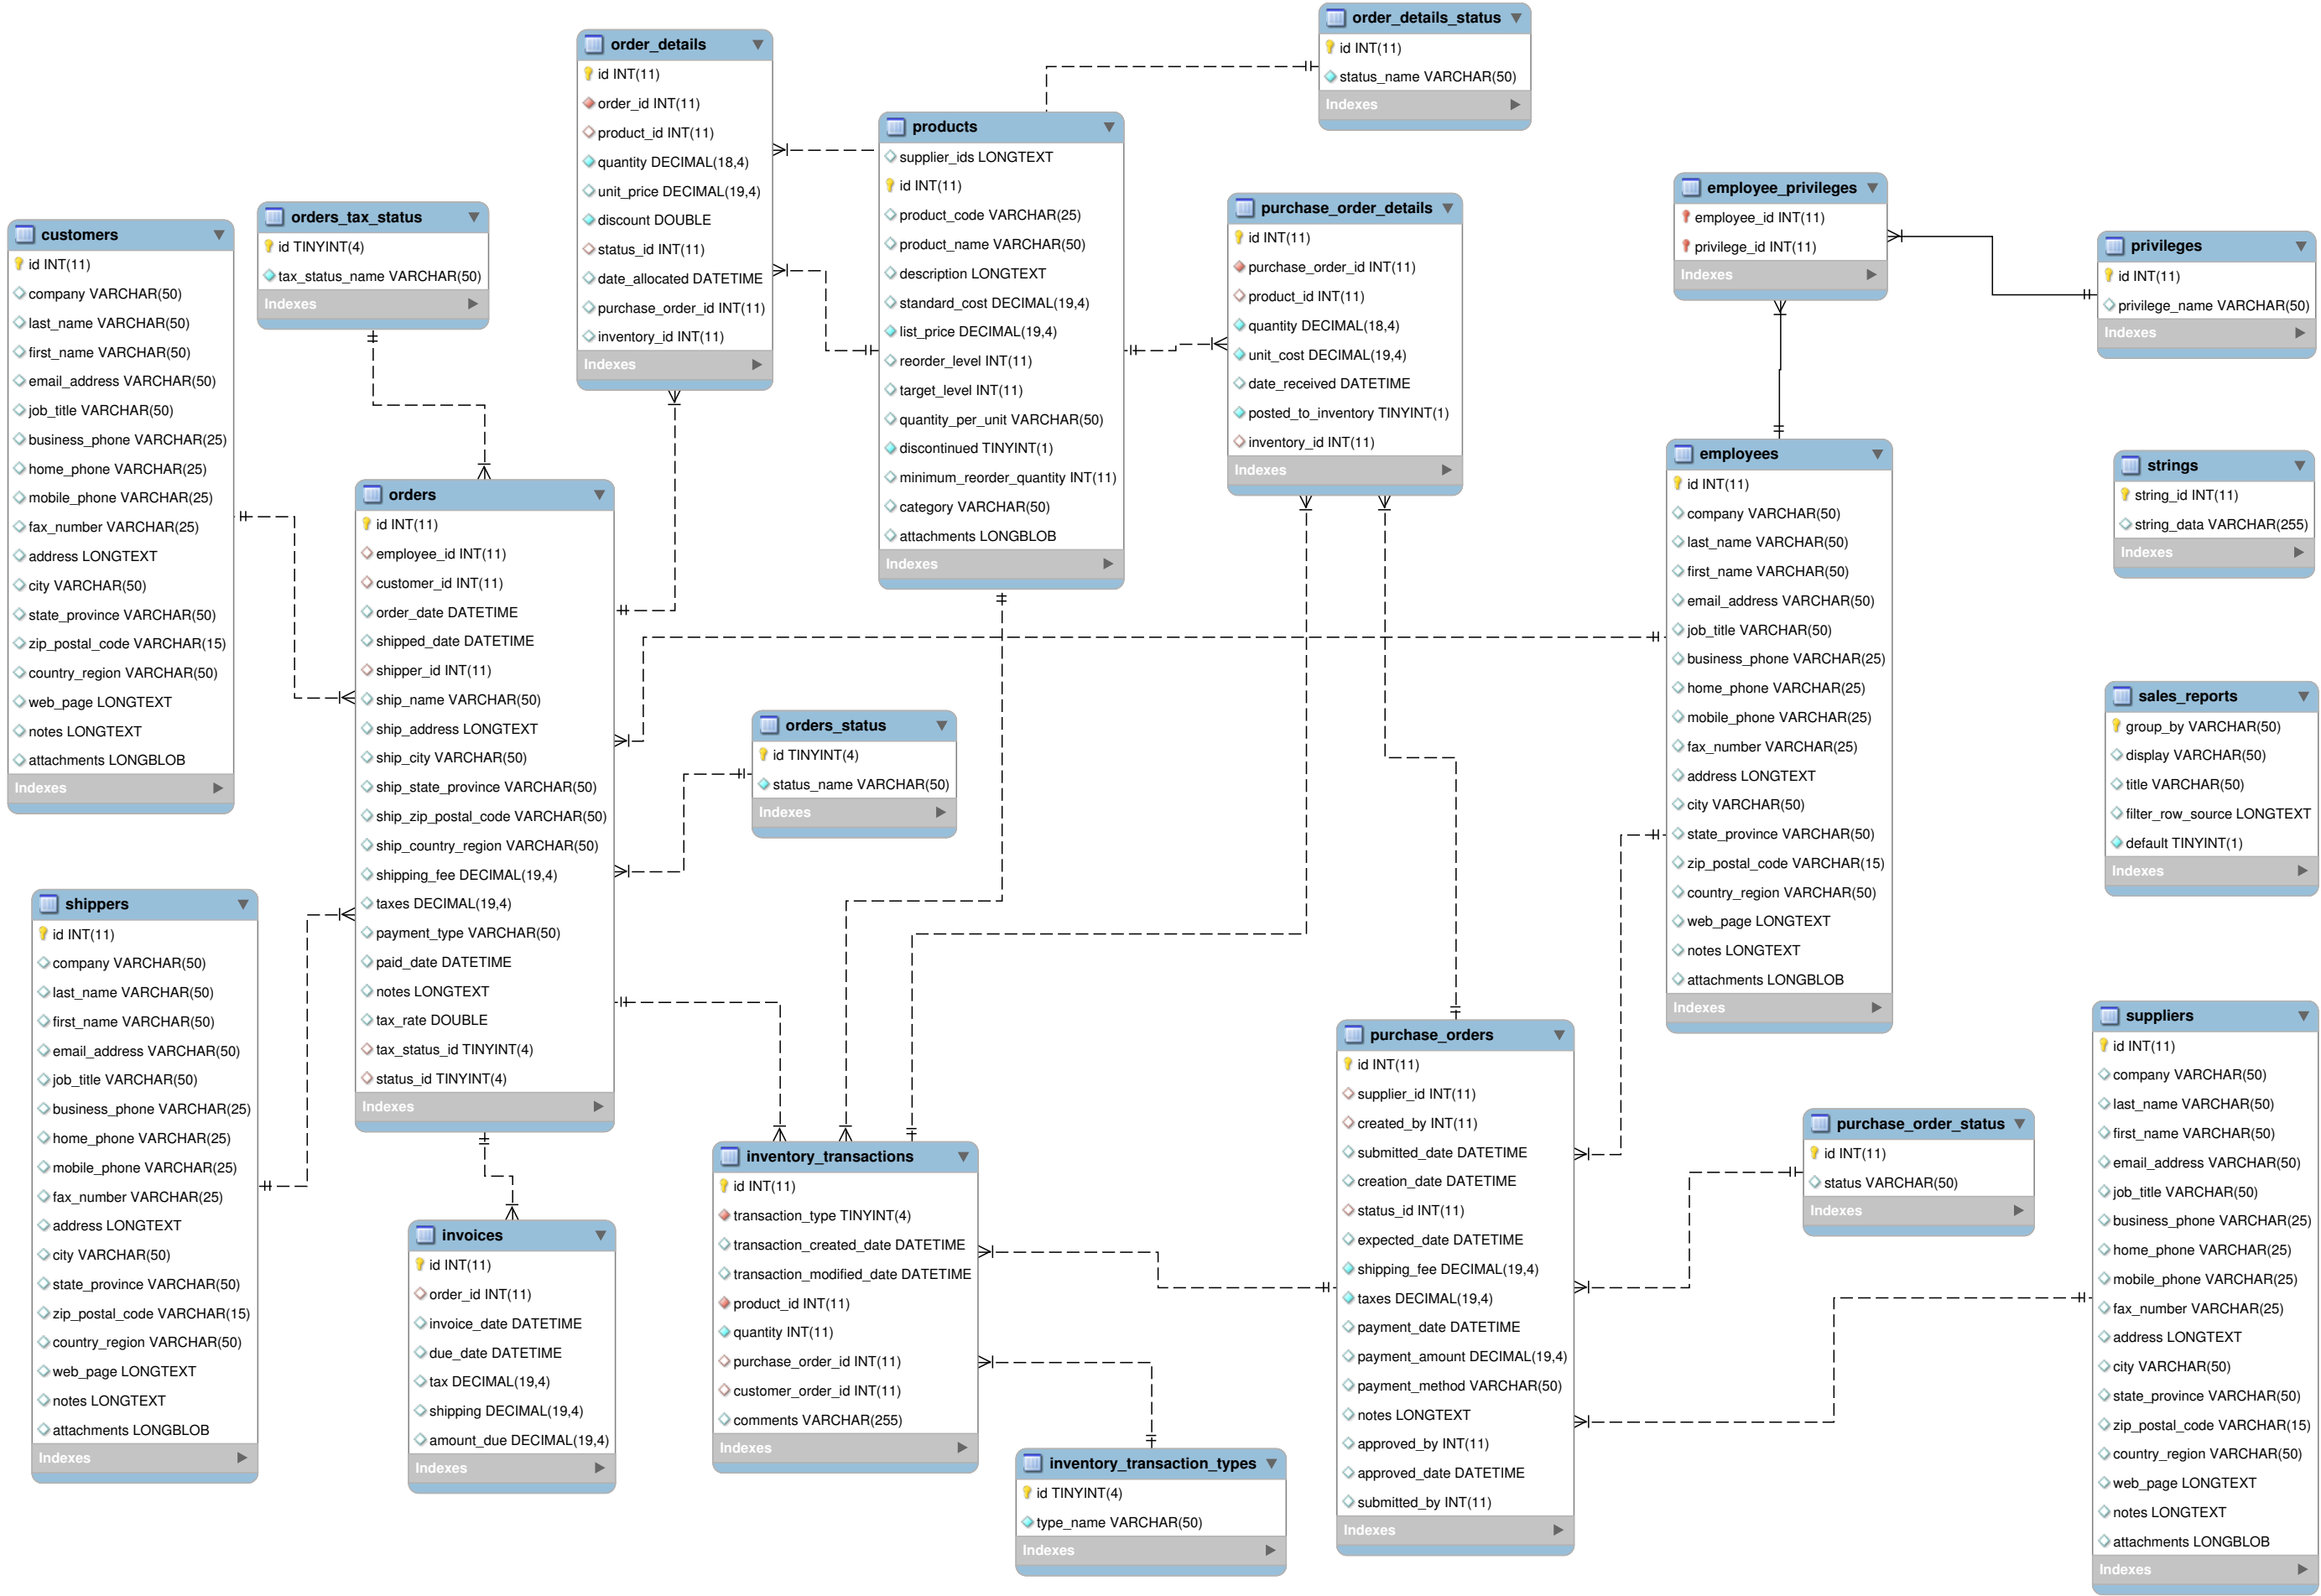 order_details_status
id INT(11)
status_name VARCHAR(50)
Indexes
order_details
id INT(11)
order_id INT(11)
product_id INT(11)
quantity DECIMAL(18,4)
unit_price DECIMAL(19,4)
discount DOUBLE
status_id INT(11)
date_allocated DATETIME
purchase_order_id INT(11)
inventory_id INT(11)
Indexes
products
supplier_ids LONGTEXT
id INT(11)
product_code VARCHAR(25)
product_name VARCHAR(50)
description LONGTEXT
standard_cost DECIMAL(19,4)
list_price DECIMAL(19,4)
reorder_level INT(11)
target_level INT(11)
quantity_per_unit VARCHAR(50)
discontinued TINYINT(1)
minimum_reorder_quantity INT(11)
category VARCHAR(50)
attachments LONGBLOB
Indexes
employee_privileges
employee_id INT(11)
privilege_id INT(11)
Indexes
purchase_order_details
id INT(11)
purchase_order_id INT(11)
product_id INT(11)
quantity DECIMAL(18,4)
unit_cost DECIMAL(19,4)
date_received DATETIME
posted_to_inventory TINYINT(1)
inventory_id INT(11)
Indexes
orders_tax_status
id TINYINT(4)
tax_status_name VARCHAR(50)
Indexes
customers
id INT(11)
company VARCHAR(50)
last_name VARCHAR(50)
first_name VARCHAR(50)
email_address VARCHAR(50)
job_title VARCHAR(50)
business_phone VARCHAR(25)
home_phone VARCHAR(25)
mobile_phone VARCHAR(25)
fax_number VARCHAR(25)
address LONGTEXT
city VARCHAR(50)
state_province VARCHAR(50)
zip_postal_code VARCHAR(15)
country_region VARCHAR(50)
web_page LONGTEXT
notes LONGTEXT
attachments LONGBLOB
Indexes
privileges
id INT(11)
privilege_name VARCHAR(50)
Indexes
employees
id INT(11)
company VARCHAR(50)
last_name VARCHAR(50)
first_name VARCHAR(50)
email_address VARCHAR(50)
job_title VARCHAR(50)
business_phone VARCHAR(25)
home_phone VARCHAR(25)
mobile_phone VARCHAR(25)
fax_number VARCHAR(25)
address LONGTEXT
city VARCHAR(50)
state_province VARCHAR(50)
zip_postal_code VARCHAR(15)
country_region VARCHAR(50)
web_page LONGTEXT
notes LONGTEXT
attachments LONGBLOB
Indexes
strings
string_id INT(11)
string_data VARCHAR(255)
Indexes
orders
id INT(11)
employee_id INT(11)
customer_id INT(11)
order_date DATETIME
shipped_date DATETIME
shipper_id INT(11)
ship_name VARCHAR(50)
ship_address LONGTEXT
ship_city VARCHAR(50)
ship_state_province VARCHAR(50)
ship_zip_postal_code VARCHAR(50)
ship_country_region VARCHAR(50)
shipping_fee DECIMAL(19,4)
taxes DECIMAL(19,4)
payment_type VARCHAR(50)
paid_date DATETIME
notes LONGTEXT
tax_rate DOUBLE
tax_status_id TINYINT(4)
status_id TINYINT(4)
Indexes
sales_reports
group_by VARCHAR(50)
display VARCHAR(50)
title VARCHAR(50)
filter_row_source LONGTEXT
default TINYINT(1)
Indexes
orders_status
id TINYINT(4)
status_name VARCHAR(50)
Indexes
shippers
id INT(11)
company VARCHAR(50)
last_name VARCHAR(50)
first_name VARCHAR(50)
email_address VARCHAR(50)
job_title VARCHAR(50)
business_phone VARCHAR(25)
home_phone VARCHAR(25)
mobile_phone VARCHAR(25)
fax_number VARCHAR(25)
address LONGTEXT
city VARCHAR(50)
state_province VARCHAR(50)
zip_postal_code VARCHAR(15)
country_region VARCHAR(50)
web_page LONGTEXT
notes LONGTEXT
attachments LONGBLOB
Indexes
suppliers
id INT(11)
company VARCHAR(50)
last_name VARCHAR(50)
first_name VARCHAR(50)
email_address VARCHAR(50)
job_title VARCHAR(50)
business_phone VARCHAR(25)
home_phone VARCHAR(25)
mobile_phone VARCHAR(25)
fax_number VARCHAR(25)
address LONGTEXT
city VARCHAR(50)
state_province VARCHAR(50)
zip_postal_code VARCHAR(15)
country_region VARCHAR(50)
web_page LONGTEXT
notes LONGTEXT
attachments LONGBLOB
Indexes
purchase_orders
id INT(11)
supplier_id INT(11)
created_by INT(11)
submitted_date DATETIME
creation_date DATETIME
status_id INT(11)
expected_date DATETIME
shipping_fee DECIMAL(19,4)
taxes DECIMAL(19,4)
payment_date DATETIME
payment_amount DECIMAL(19,4)
payment_method VARCHAR(50)
notes LONGTEXT
approved_by INT(11)
approved_date DATETIME
submitted_by INT(11)
Indexes
purchase_order_status
id INT(11)
status VARCHAR(50)
Indexes
inventory_transactions
id INT(11)
transaction_type TINYINT(4)
transaction_created_date DATETIME
transaction_modified_date DATETIME
product_id INT(11)
quantity INT(11)
purchase_order_id INT(11)
customer_order_id INT(11)
comments VARCHAR(255)
Indexes
invoices
id INT(11)
order_id INT(11)
invoice_date DATETIME
due_date DATETIME
tax DECIMAL(19,4)
shipping DECIMAL(19,4)
amount_due DECIMAL(19,4)
Indexes
inventory_transaction_types
id TINYINT(4)
type_name VARCHAR(50)
Indexes